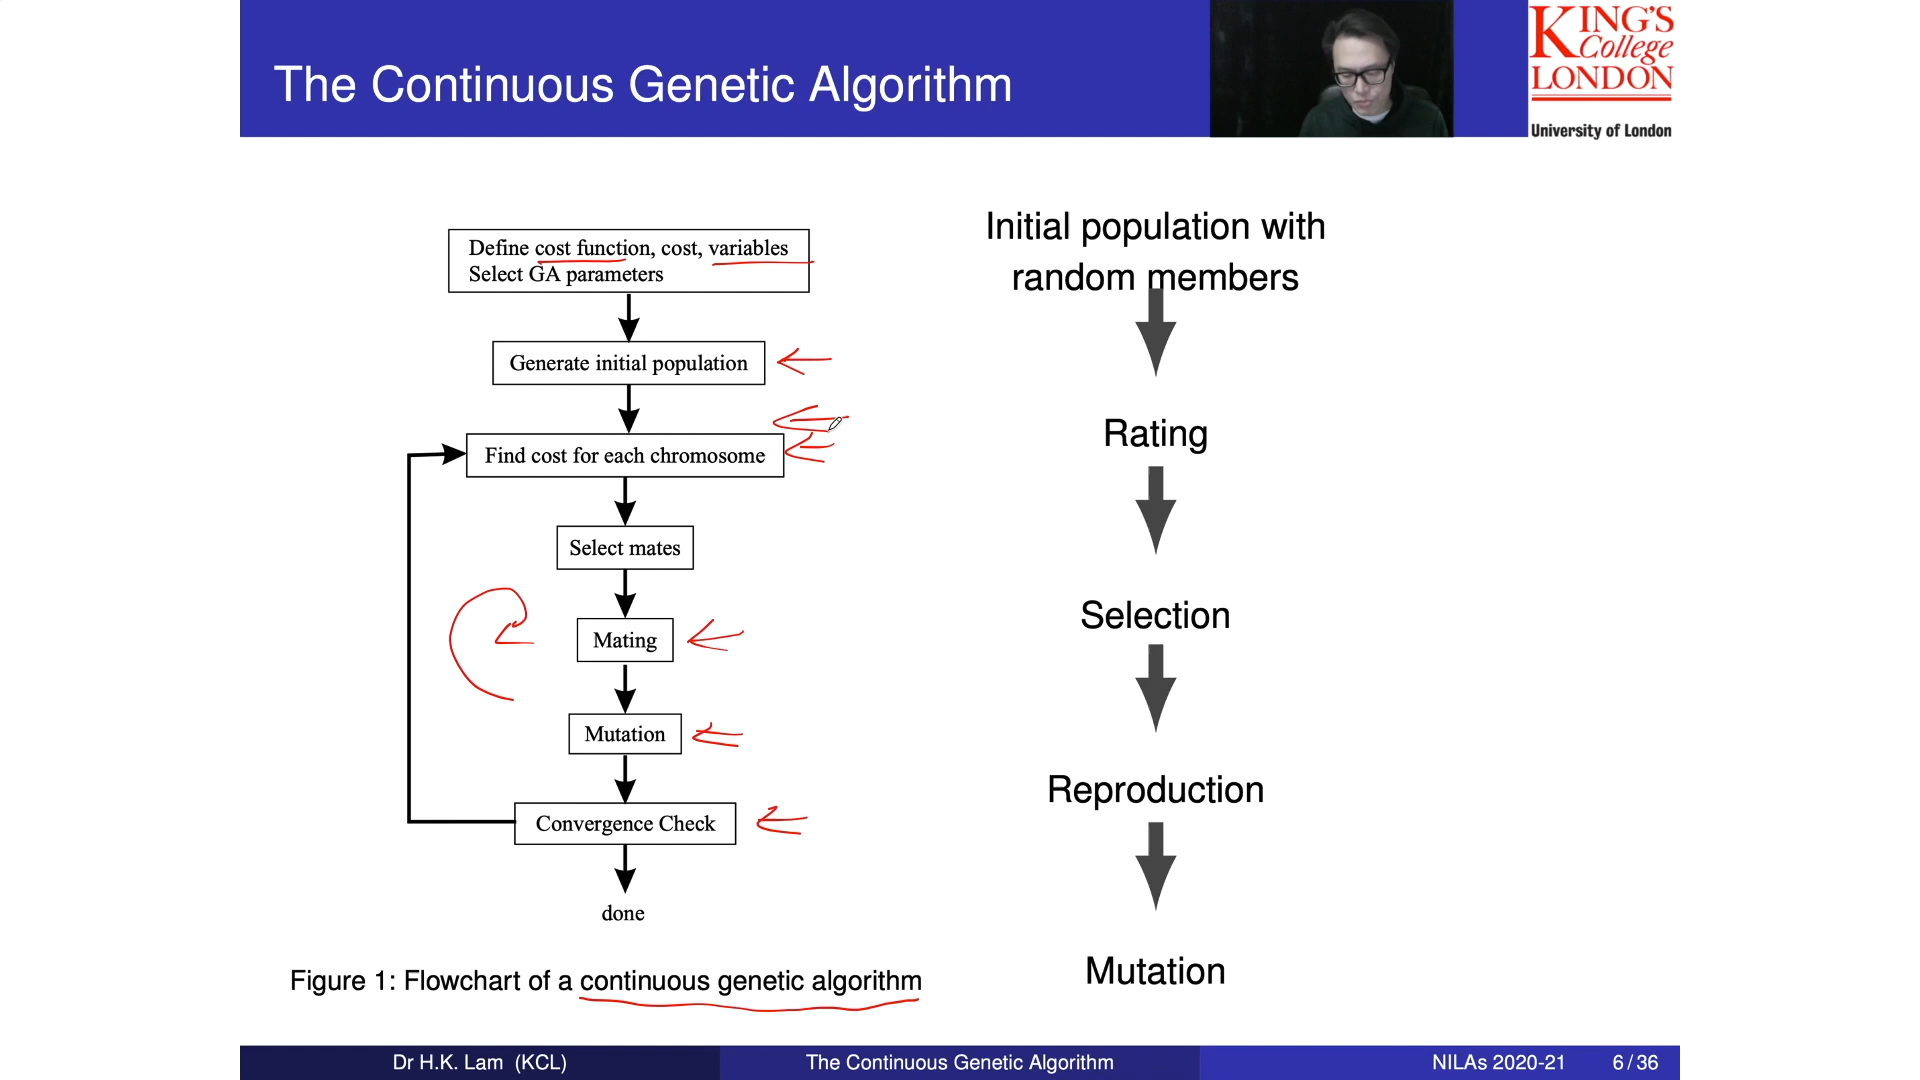 The Continuous Genetic Algorithm
KING'S
College
LONDON
University of London
Define cost function, cost, variables
Select GA parameters
Generate initial population
Find cost for each chromosome
Select mates
Mating
Mutation
Convergence Check
done
Figure 1: Flowchart of a continuous genetic algorithm
Initial population with
random members
Rating
Selection
Reproduction
Mutation
Dr H.K. Lam (KCL)
The Continuous Genetic Algorithm
NILAs 2020-21
6 / 36